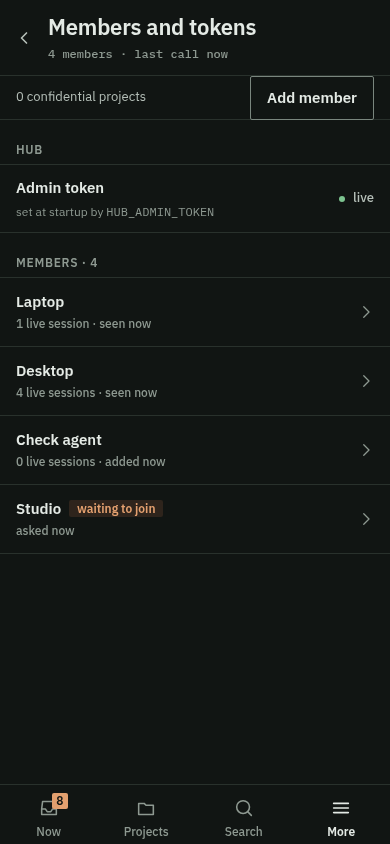 Members and tokens
4 members · last call now
0 confidential projects
Add member
HUB
Admin token
set at startup by HUB_ADMIN_TOKEN
live
MEMBERS · 4
Laptop
1 live session · seen now
Desktop
4 live sessions · seen now
Check agent
0 live sessions · added now
Studio waiting to join
asked now
8
Now Projects Search More